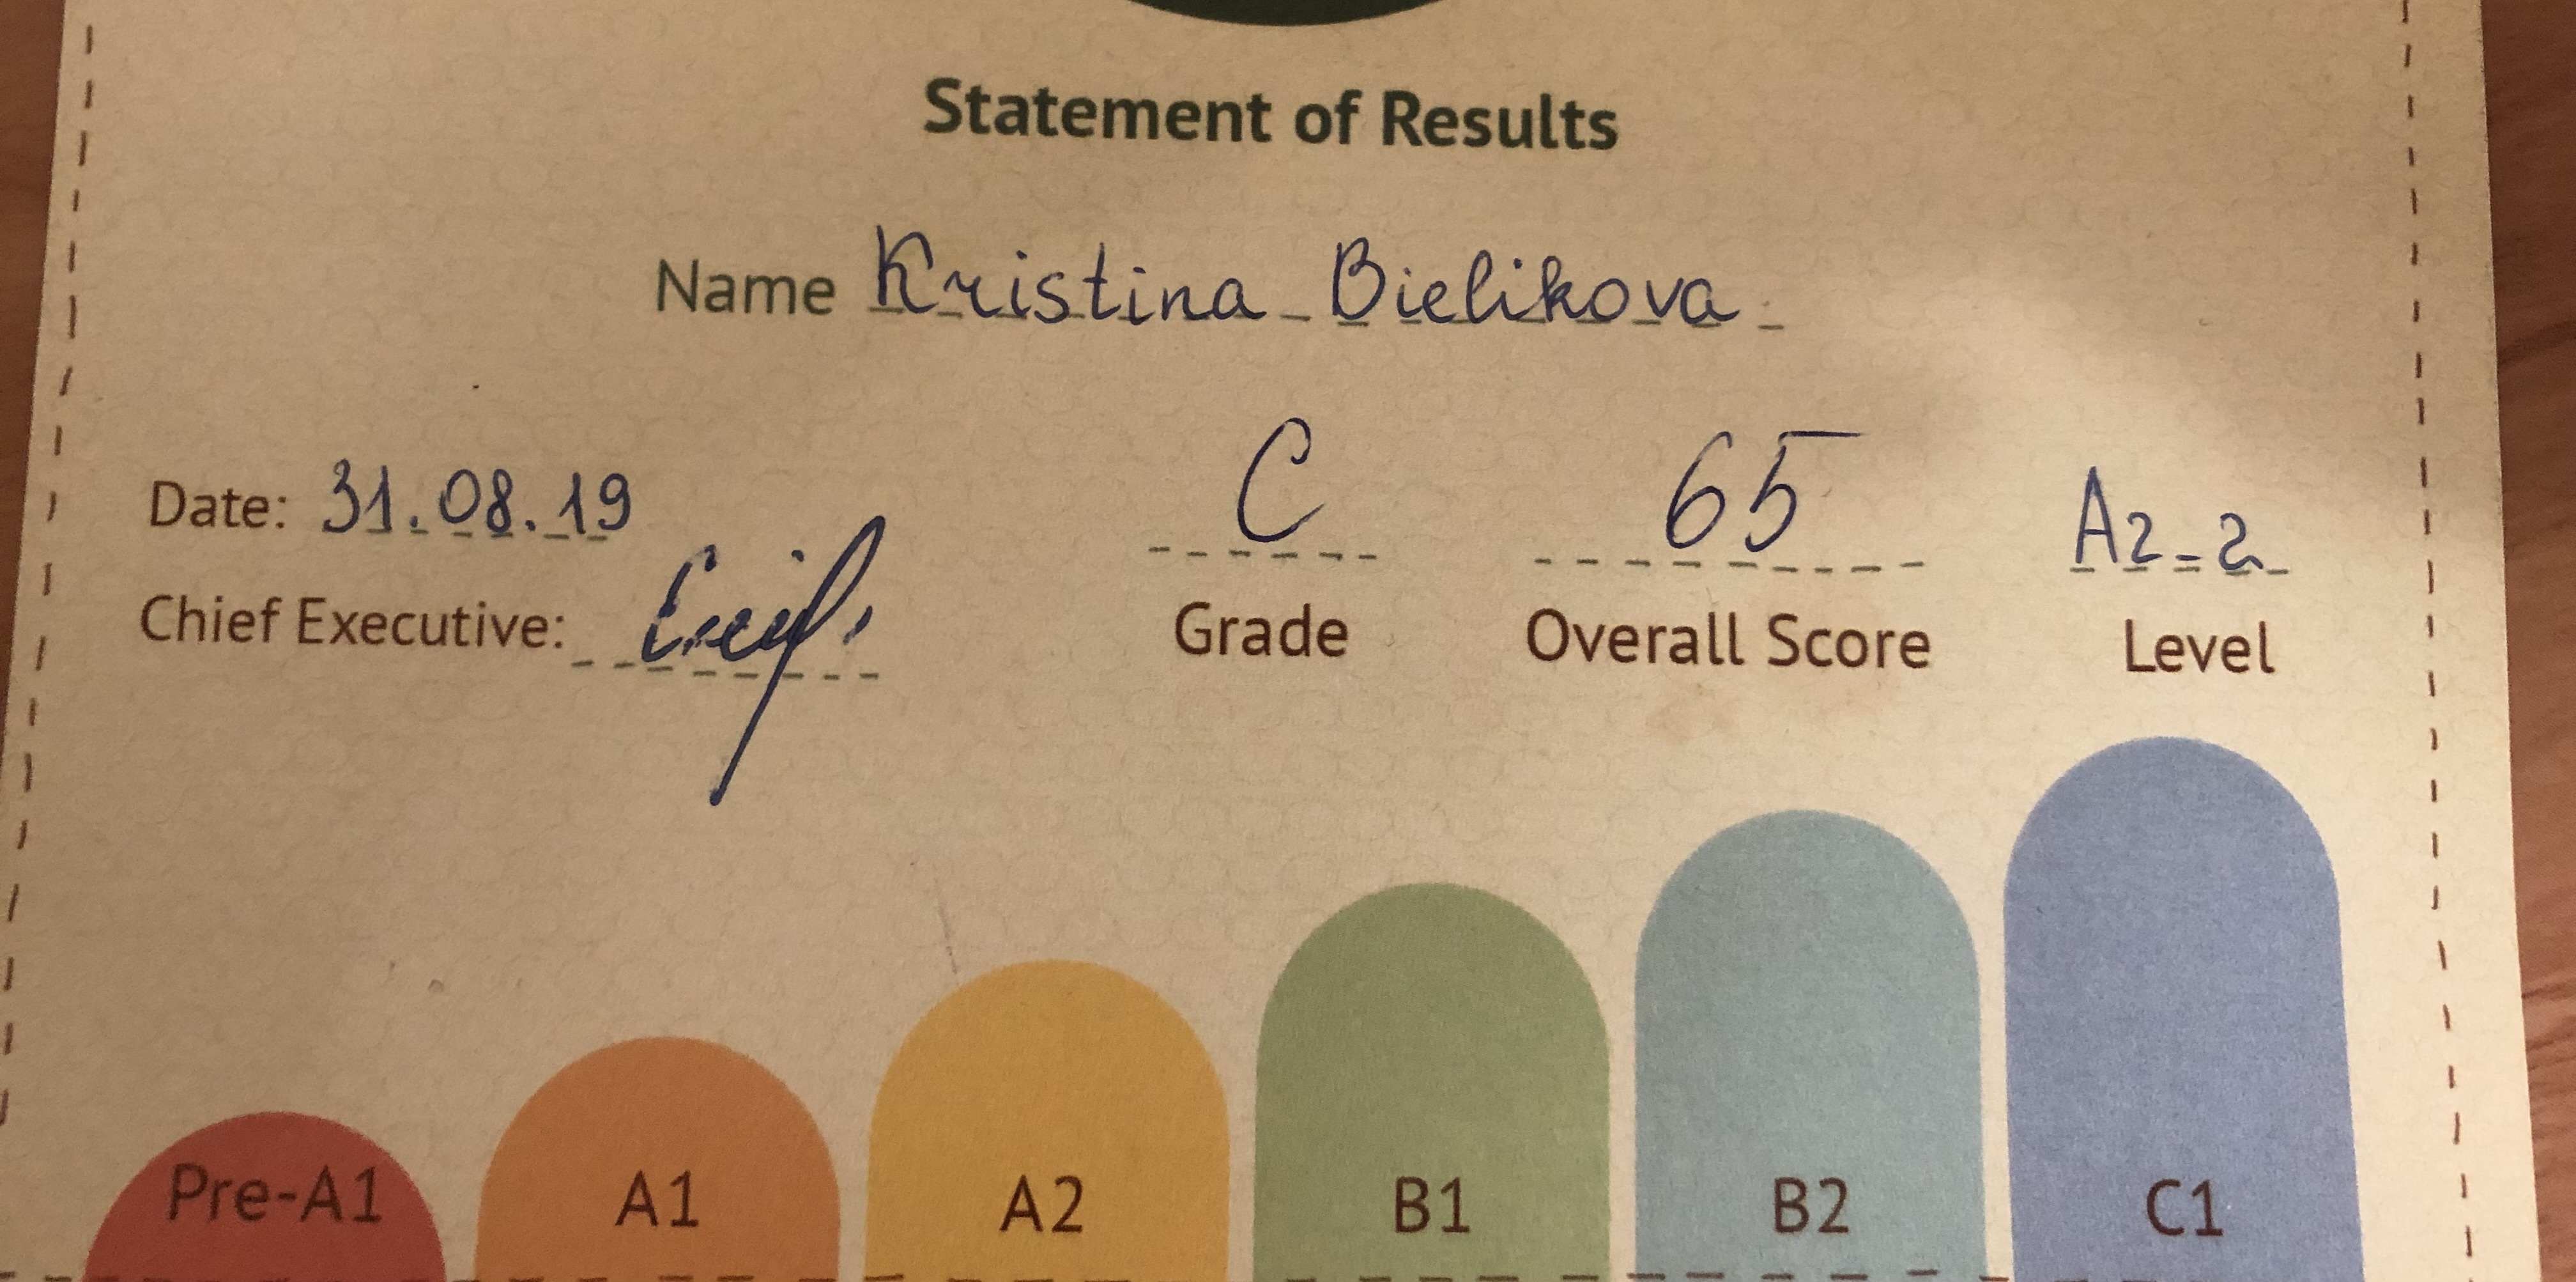 Statement of Results
Name Kristina Bielikova
Date: 31.08.19
C 65 A2-2
Chief Executive:
Grade Overall Score Level
Pre-A1 A1 A2 B1 B2 C1